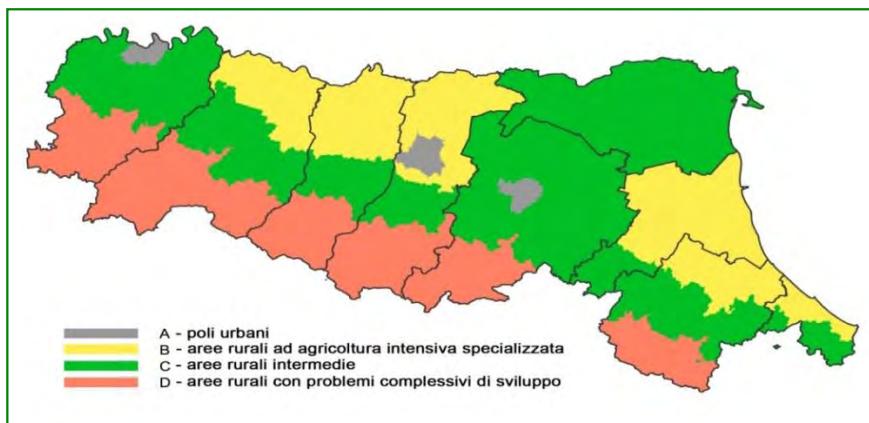 A - poli urbani
B - aree rurali ad agricoltura intensiva specializzata
C - aree rurali intermedie
D - aree rurali con problemi complessivi di sviluppo